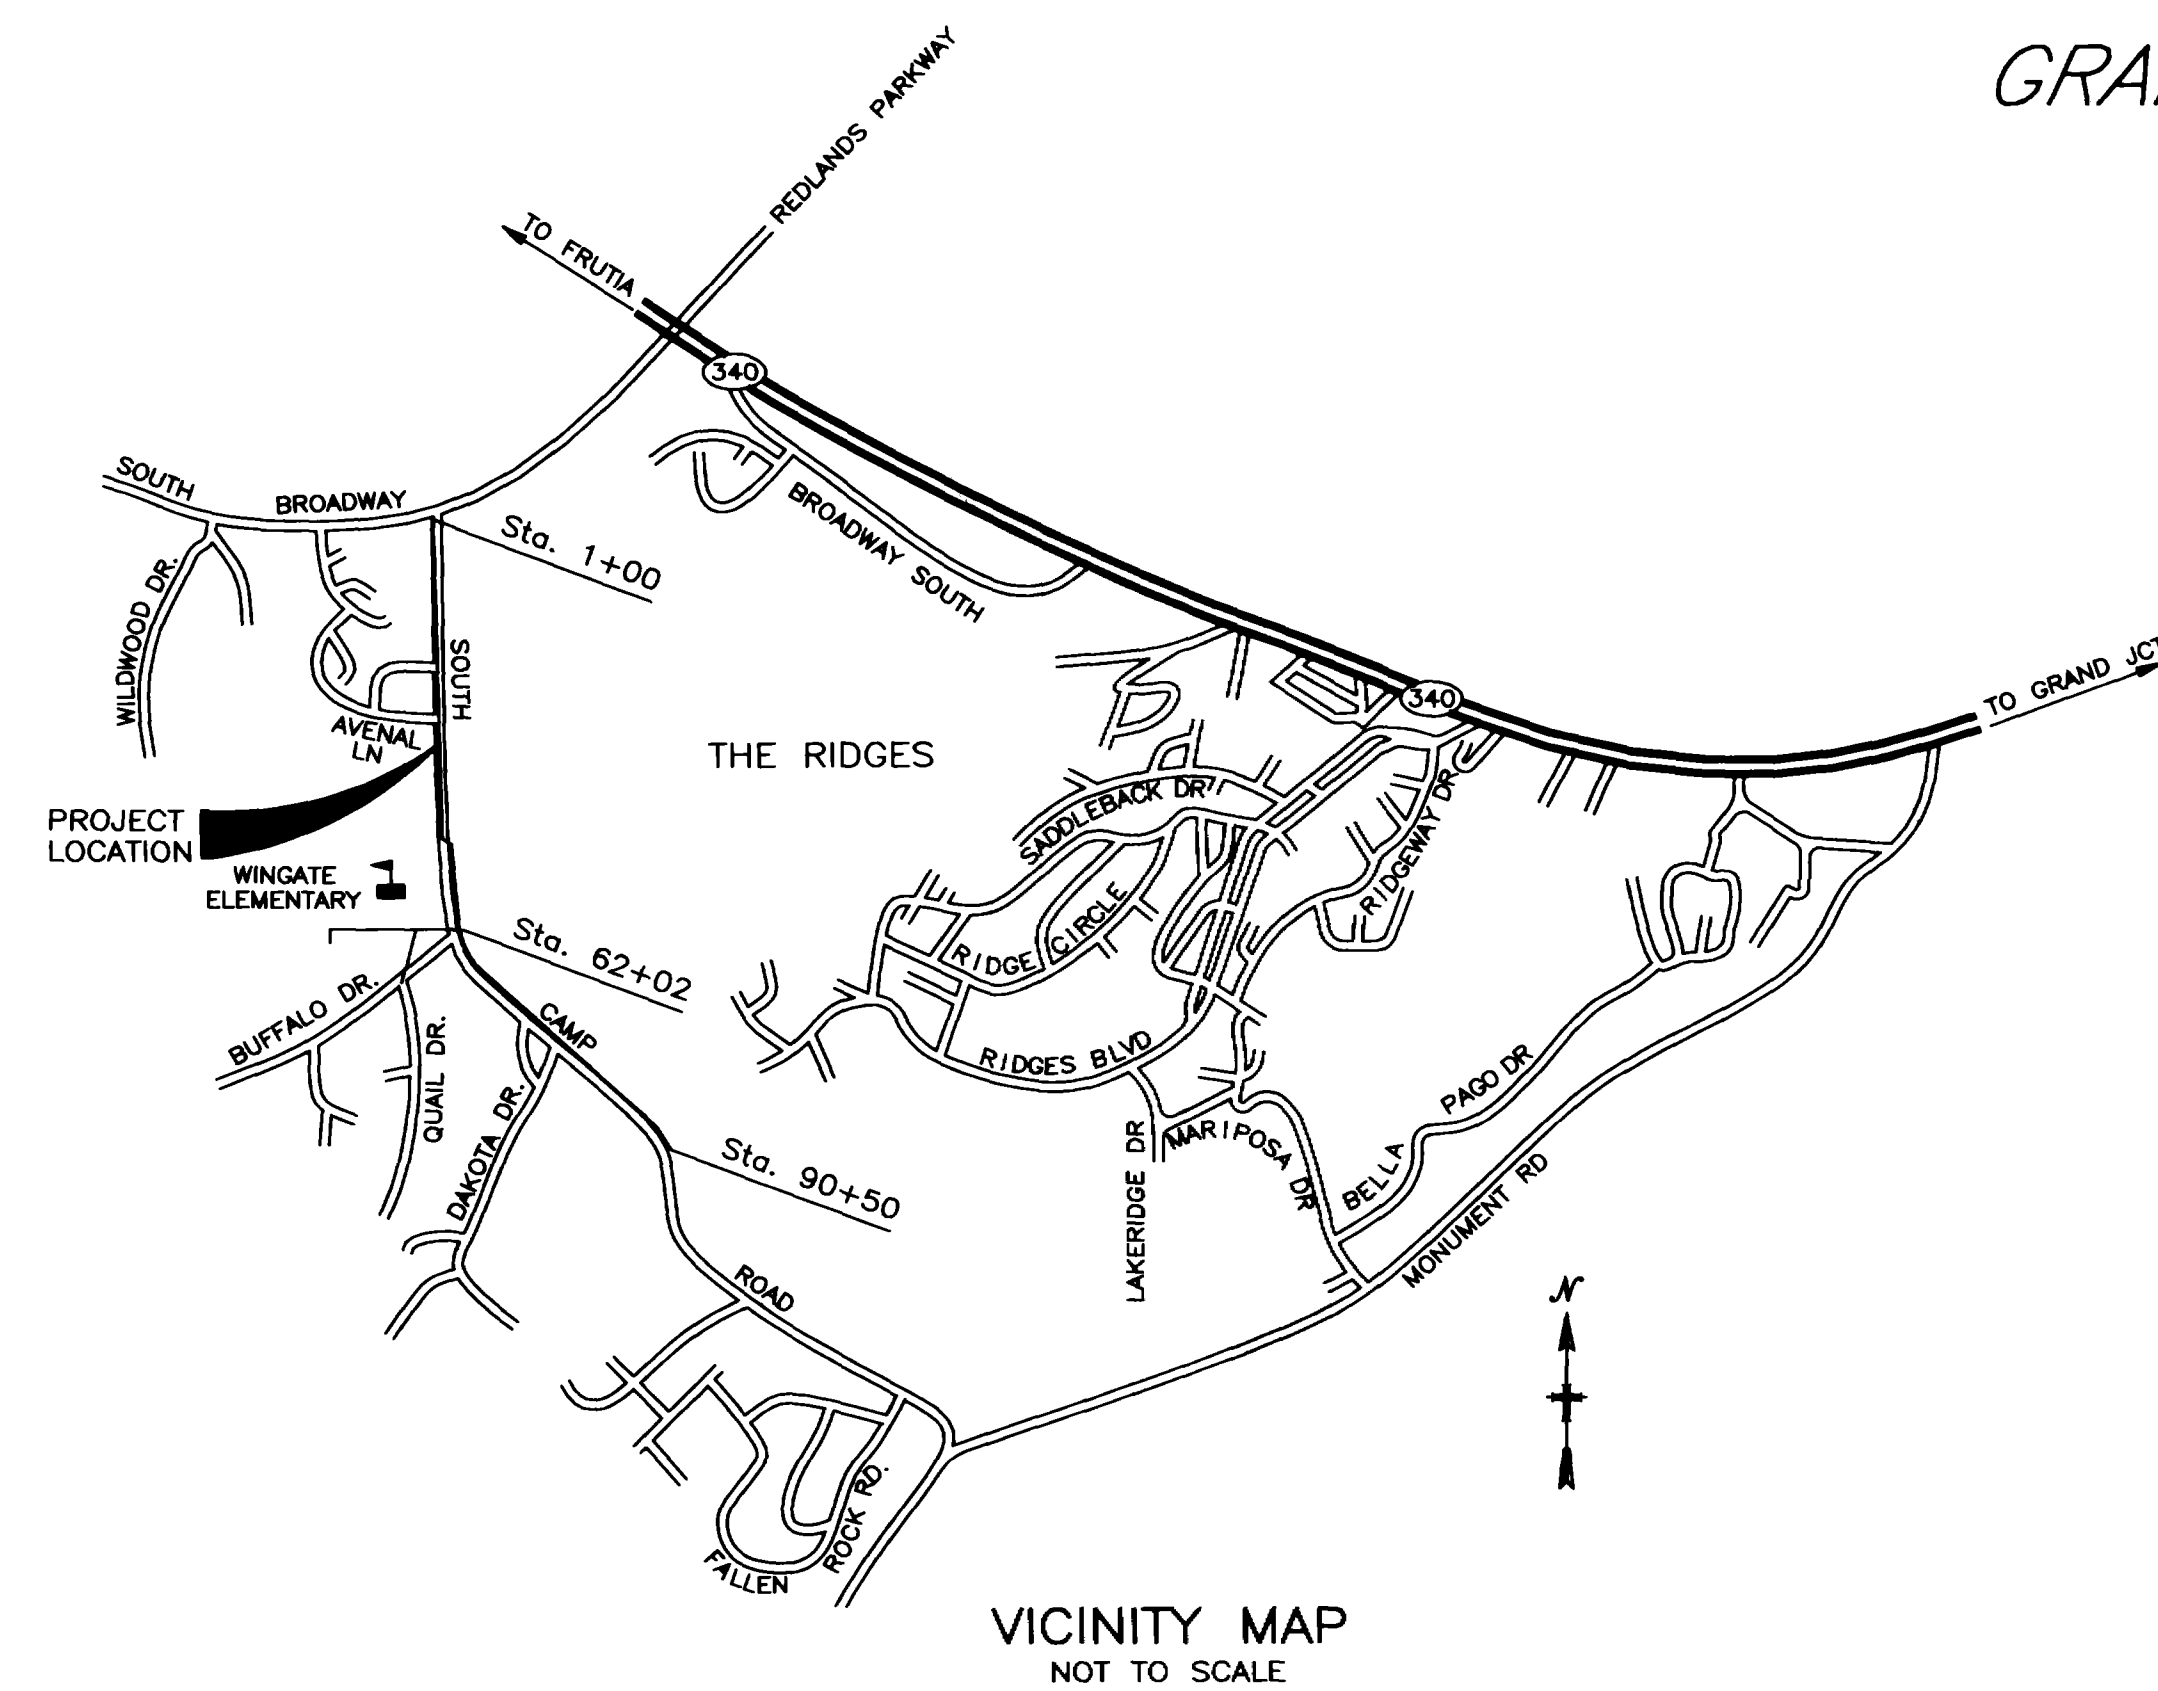 GRA
REDLANDS PARKWAY
TO FRUTIA
340
SOUTH BROADWAY
Sta. 1+00
BROADWAY SOUTH
WILDWOOD DR.
SOUTH
AVENAL
LN
THE RIDGES
340
TO GRAND JCT
PROJECT
LOCATION
WINGATE
ELEMENTARY
SADDLEBACK DR
RIDGEWAY DR
RIDGE CIRCLE
Sta. 62+02
BUFFALO DR.
QUAIL DR.
CAMP
RIDGES BLVD
DAKOTA DR.
Sta. 90+50
LAKERIDGE DR
MARIPOSA DR
BELLA PAGO DR
MONUMENT RD
ROAD
N
FALLEN ROCK RD.
VICINITY MAP
NOT TO SCALE